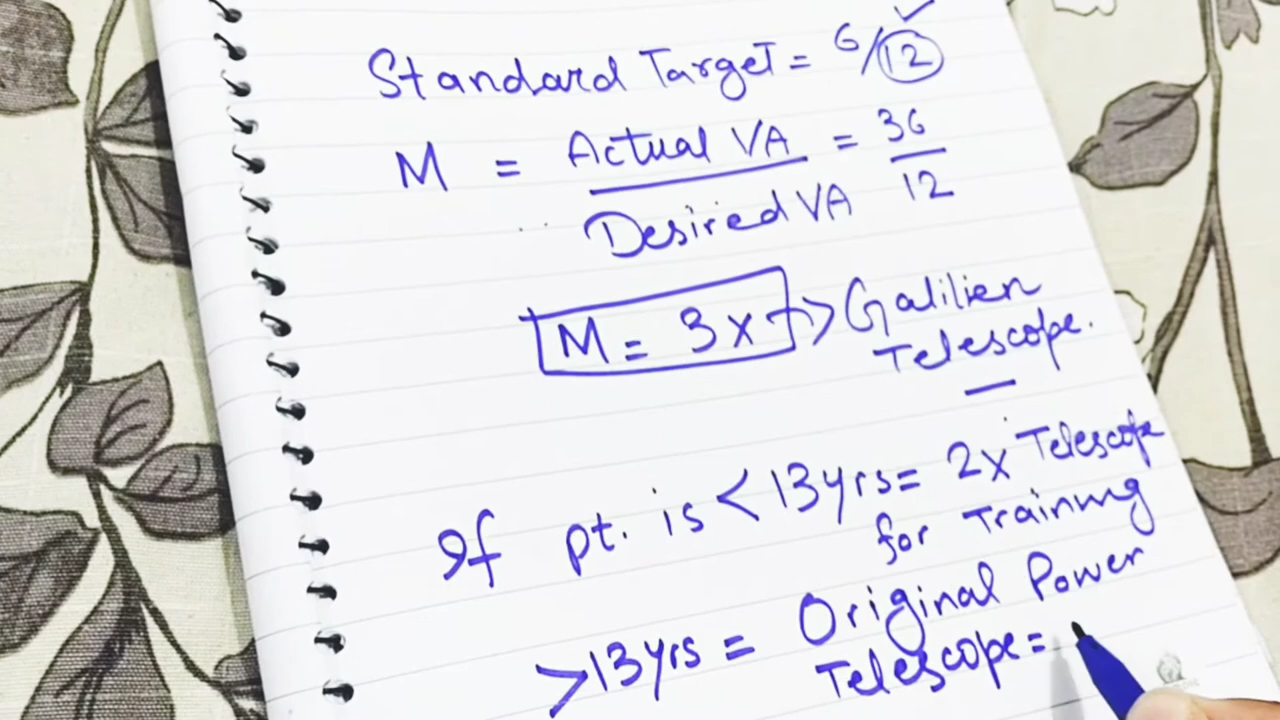 Standard Target = 6/12
M = Actual VA / Desired VA = 36 / 12
M = 3x → Galilien
Telescope.
If pt. is < 13yrs = 2x Telescope
for Training
>13yrs = Original Power
Telescope =